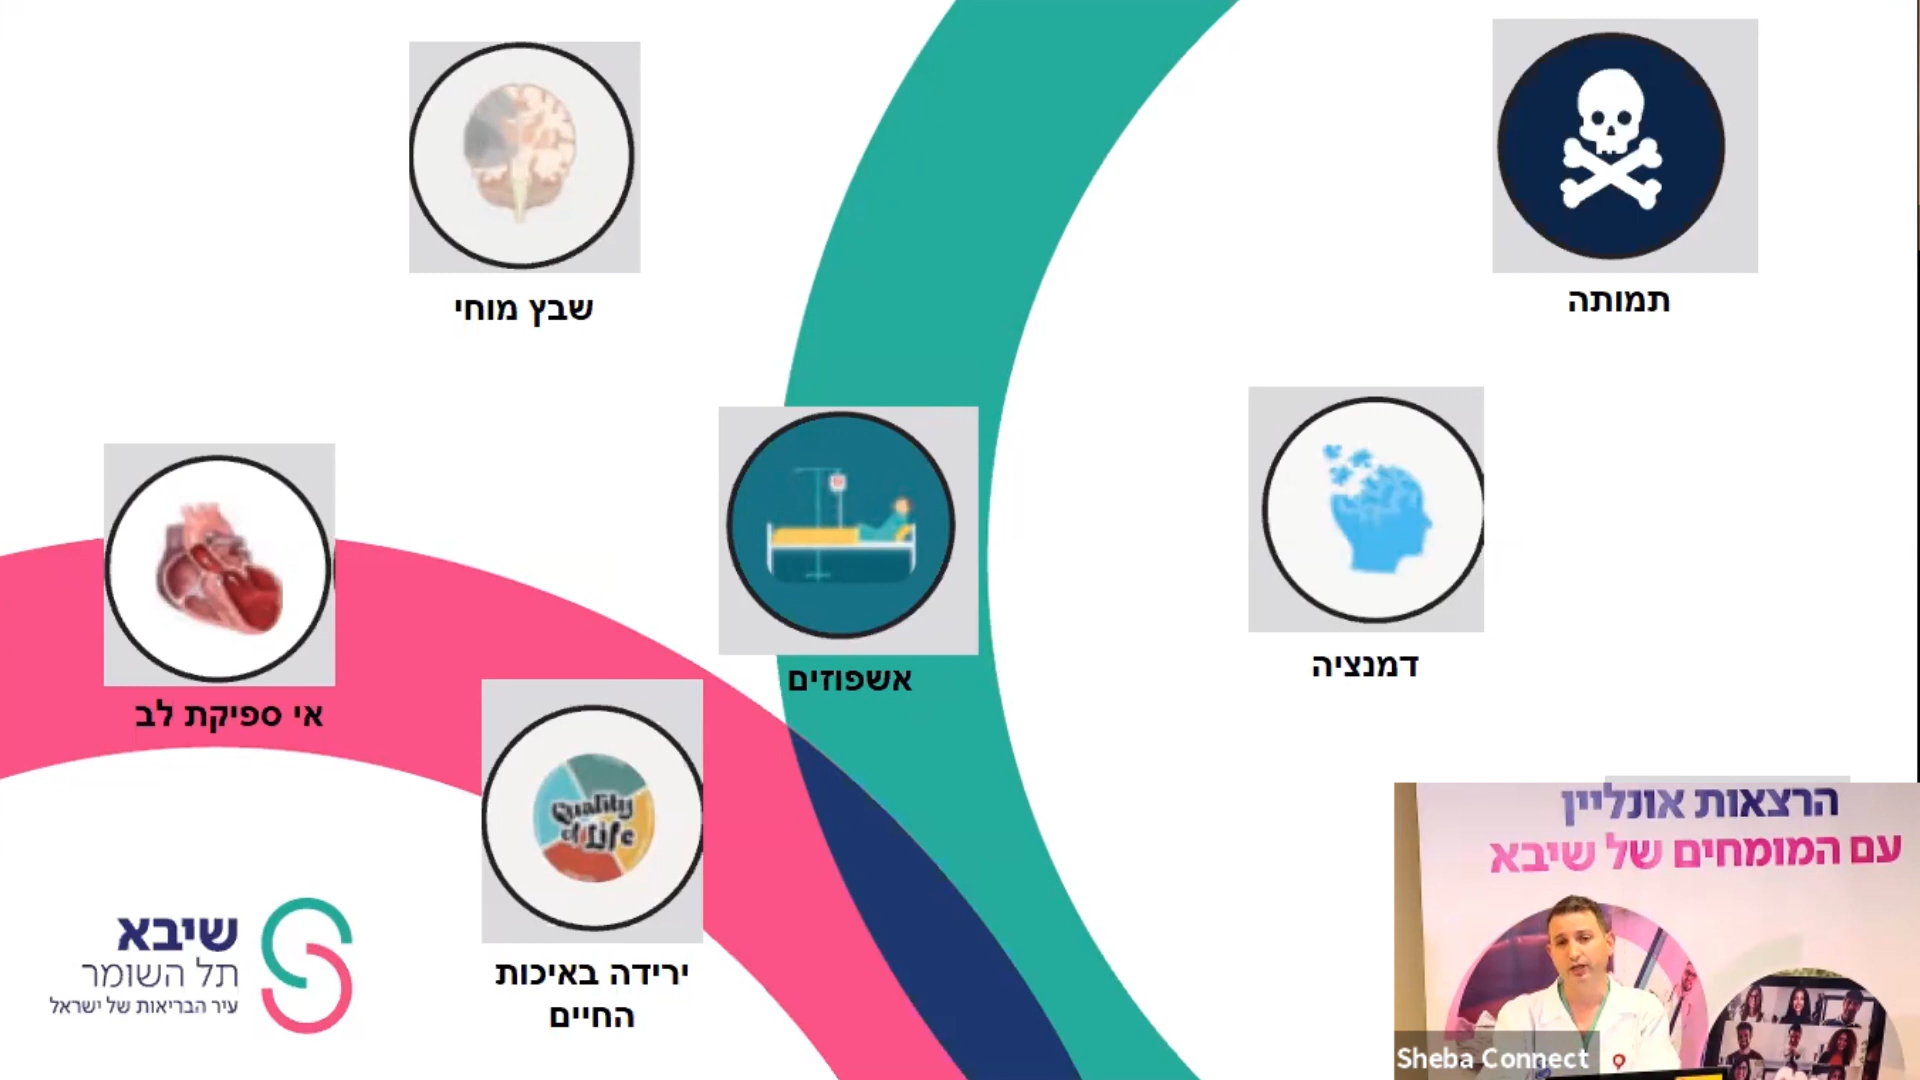 תמותה
שבץ מוחי
דמנציה
אשפוזים
אי ספיקת לב
Quality
of Life
ירידה באיכות
החיים
שיבא
תל השומר
עיר הבריאות של ישראל
הרצאות אונליין
עם המומחים של שיבא
Sheba Connect